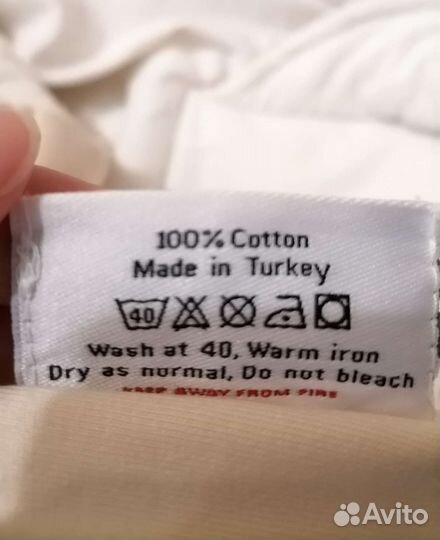 100% Cotton
Made in Turkey
40
Wash at 40, Warm iron
Dry as normal, Do not bleach
KEEP AWAY FROM FIRE
Avito